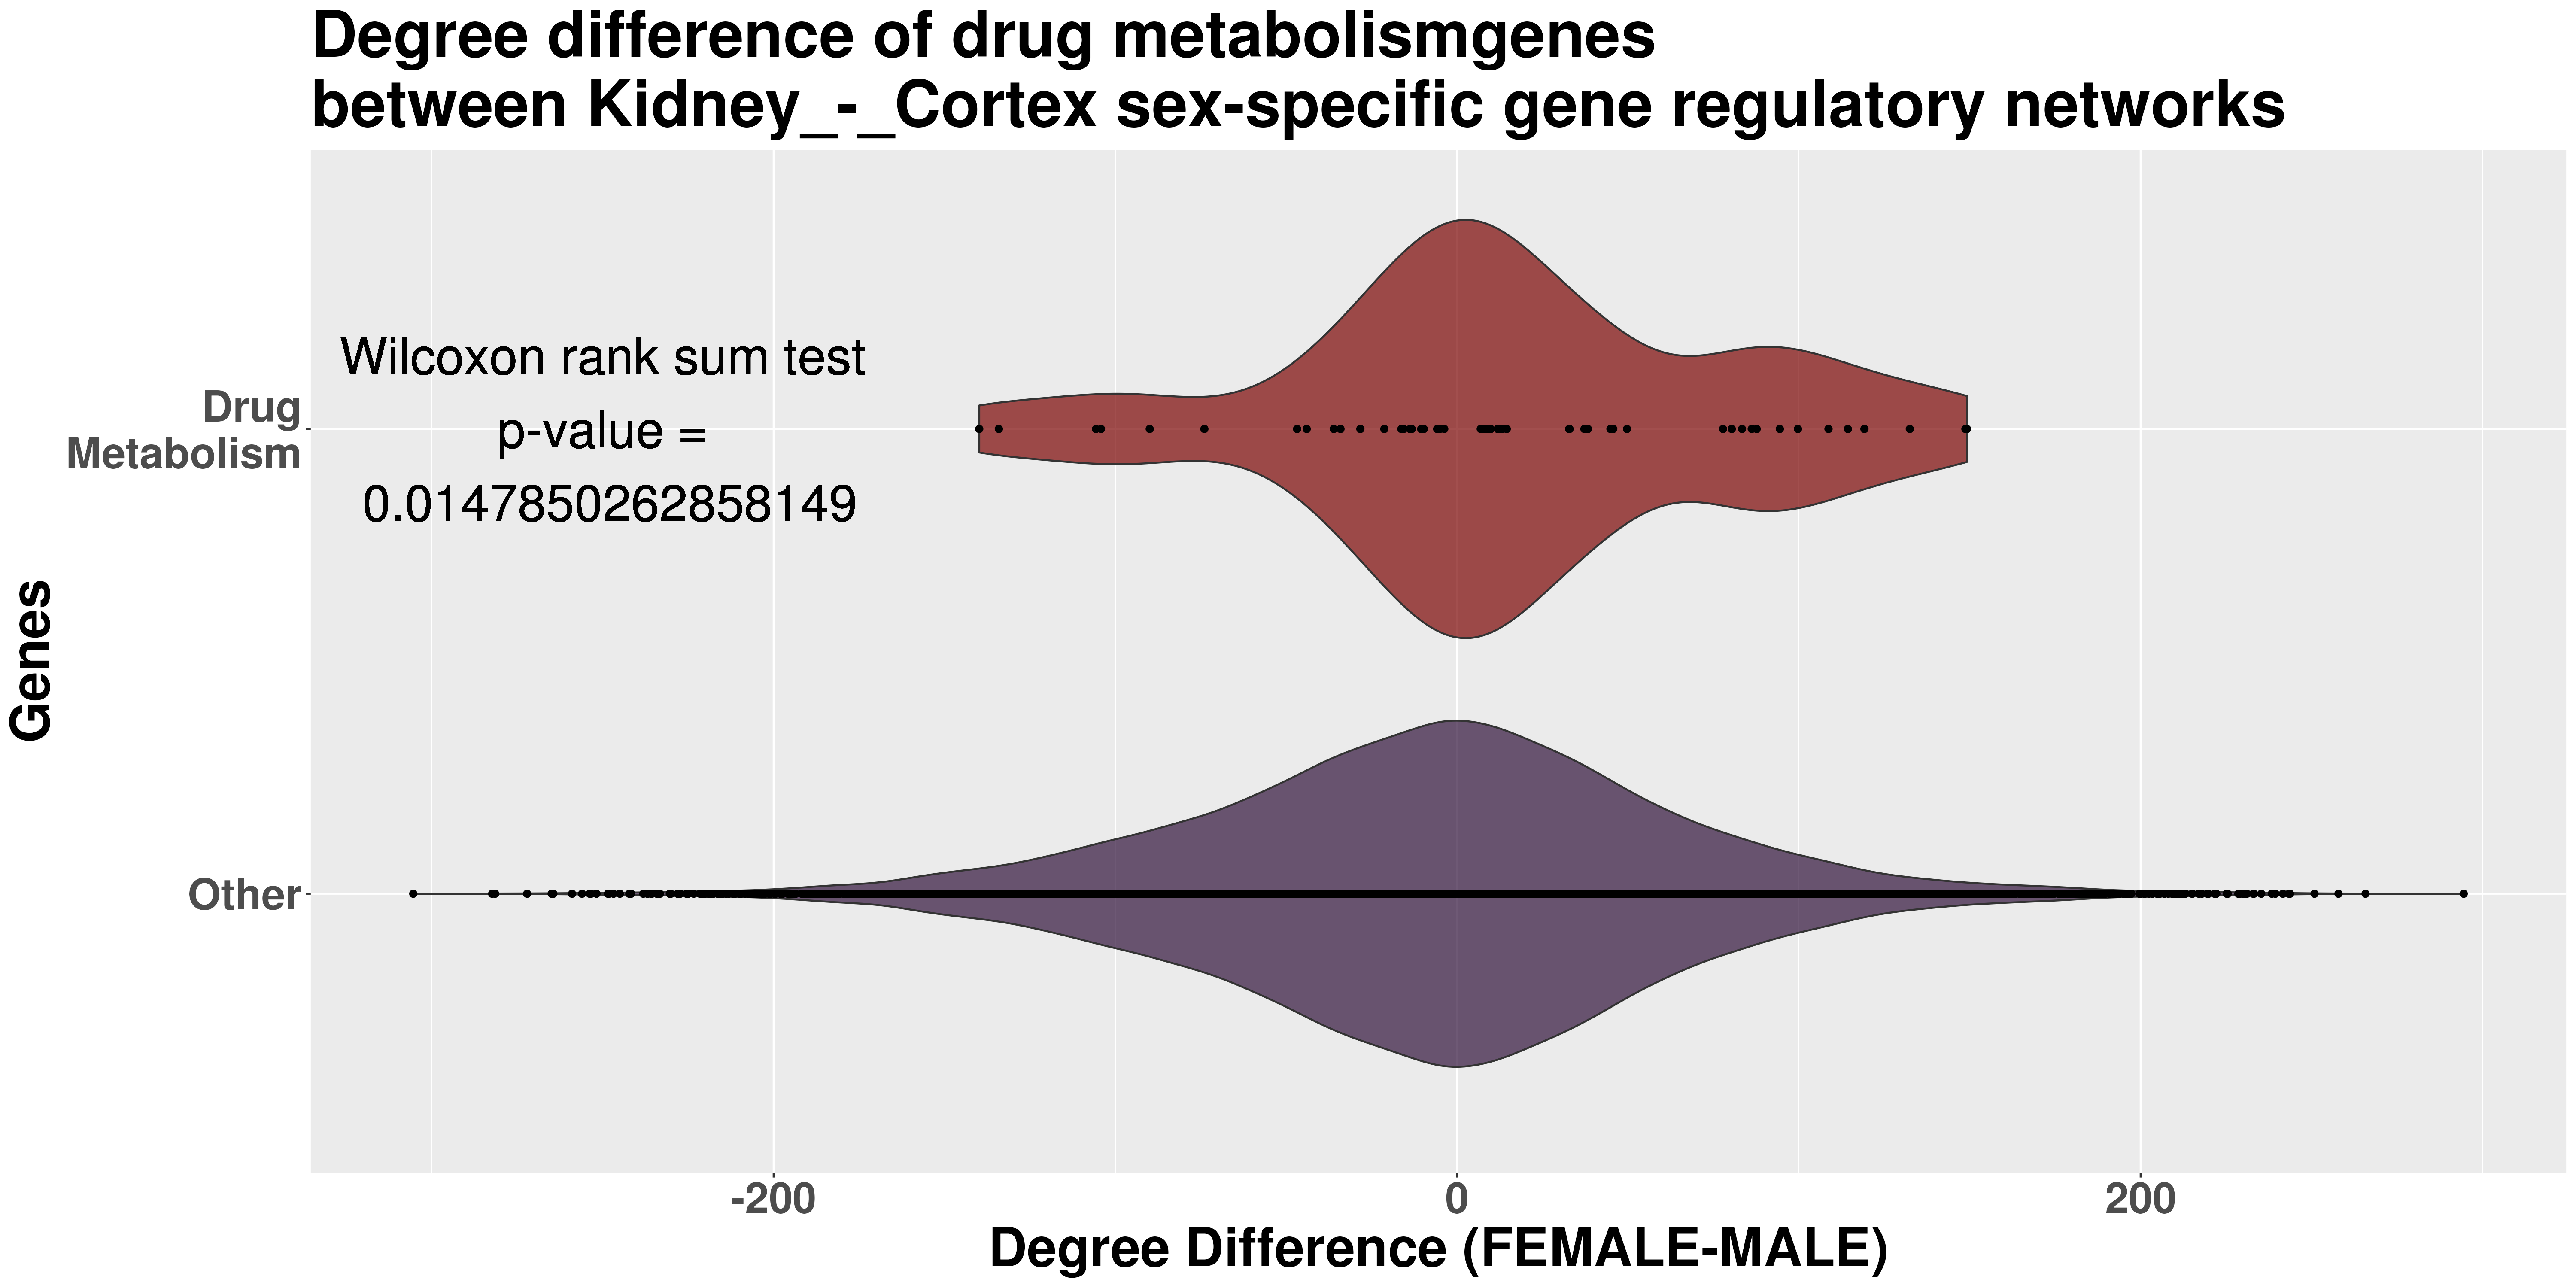 Degree difference of drug metabolismgenes
between Kidney_-_Cortex sex-specific gene regulatory networks
Wilcoxon rank sum test
p-value =
0.0147850262858149
Drug
Metabolism
Other
Genes
-200
0
200
Degree Difference (FEMALE-MALE)